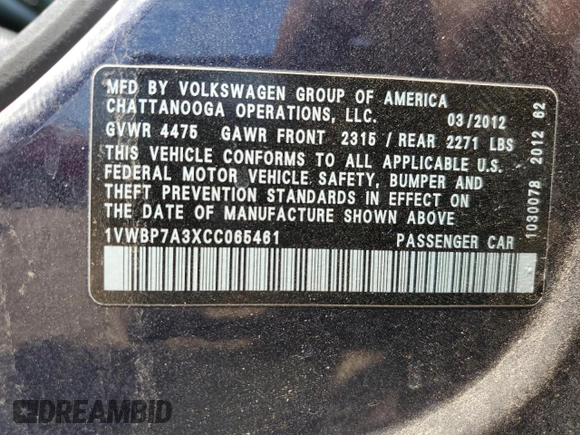 MFD BY VOLKSWAGEN GROUP OF AMERICA
CHATTANOOGA OPERATIONS, LLC. 03/2012
GVWR 4475 GAWR FRONT 2315 / REAR 2271 LBS
THIS VEHICLE CONFORMS TO ALL APPLICABLE U.S.
FEDERAL MOTOR VEHICLE SAFETY, BUMPER AND
THEFT PREVENTION STANDARDS IN EFFECT ON
THE DATE OF MANUFACTURE SHOWN ABOVE
1VWBP7A3XCC065461 PASSENGER CAR
1030078 2012 62
DREAMBID